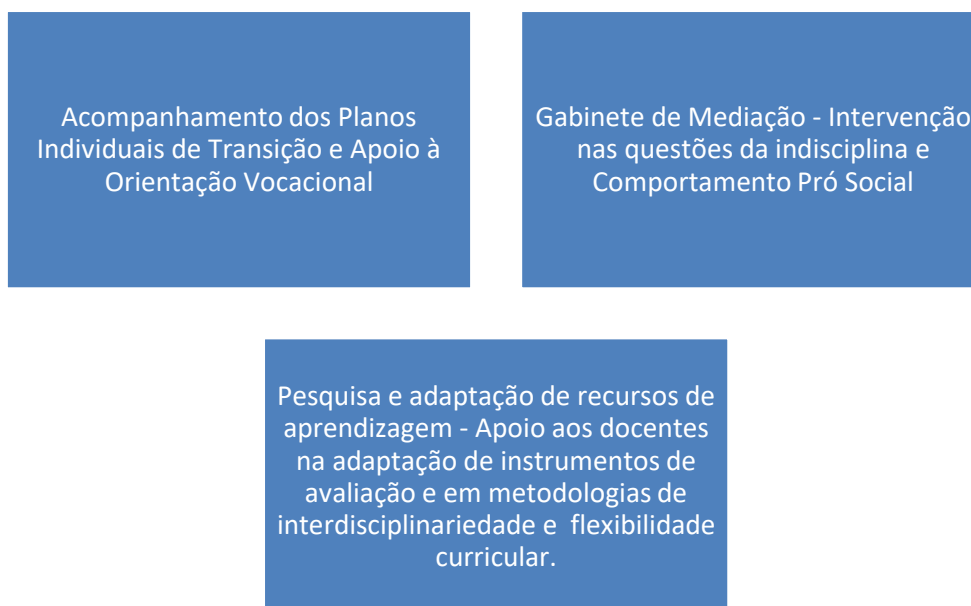 Acompanhamento dos Planos
Individuais de Transição e Apoio à
Orientação Vocacional
Gabinete de Mediação - Intervenção
nas questões da indisciplina e
Comportamento Pró Social
Pesquisa e adaptação de recursos de
aprendizagem - Apoio aos docentes
na adaptação de instrumentos de
avaliação e em metodologias de
interdisciplinariedade e flexibilidade
curricular.